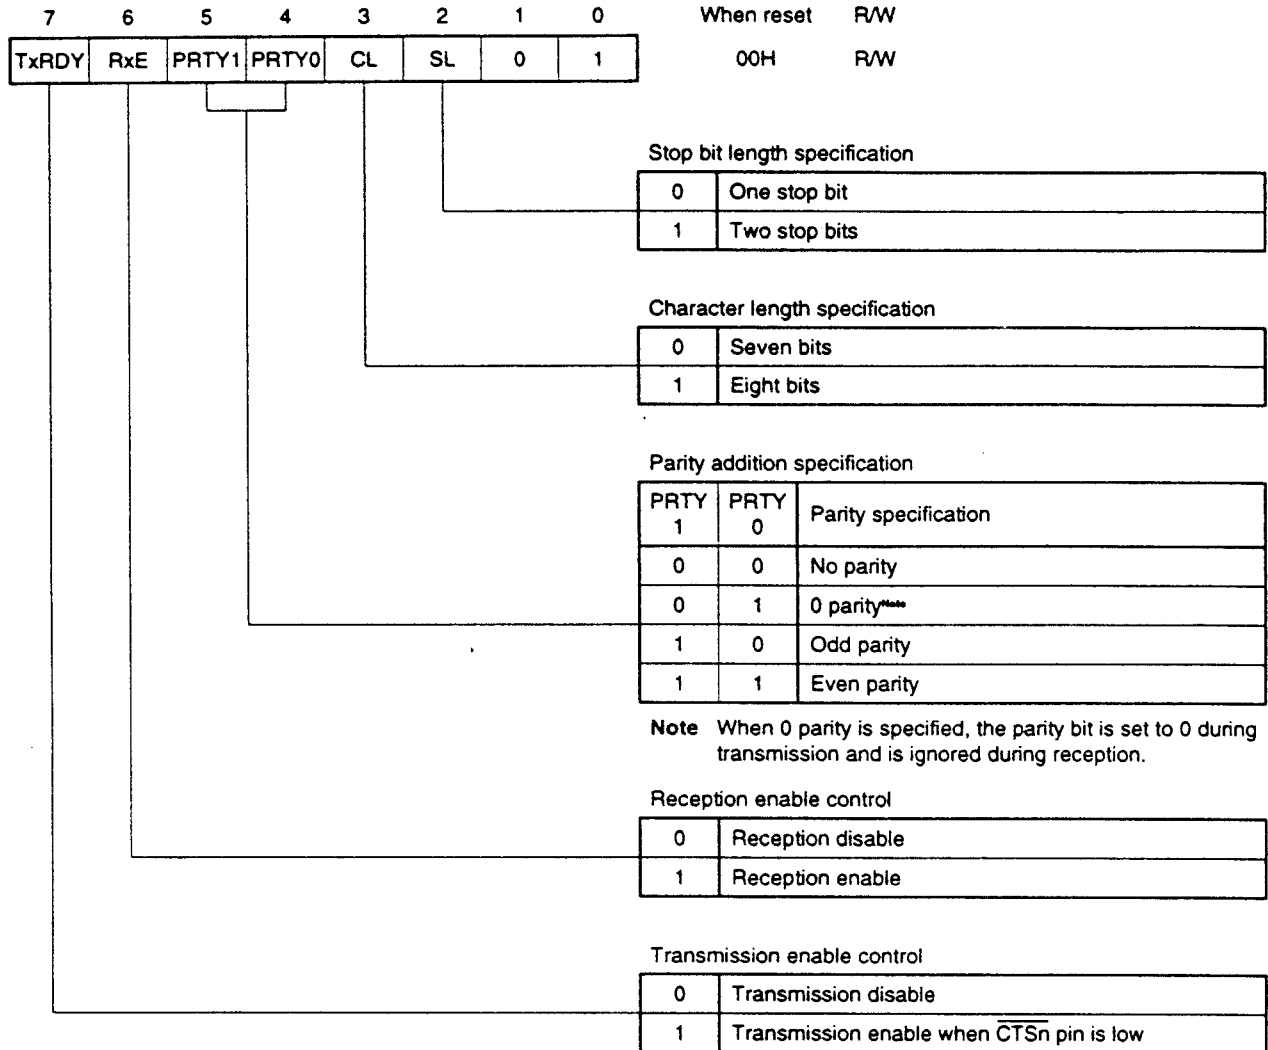 7 6 5 4 3 2 1 0 When reset R/W
TxRDY RxE PRTY1 PRTY0 CL SL 0 1 00H R/W
Stop bit length specification
0 One stop bit
1 Two stop bits
Character length specification
0 Seven bits
1 Eight bits
Parity addition specification
PRTY 1 PRTY 0 Parity specification
0 0 No parity
0 1 0 parity Note
1 0 Odd parity
1 1 Even parity
Note When 0 parity is specified, the parity bit is set to 0 during
transmission and is ignored during reception.
Reception enable control
0 Reception disable
1 Reception enable
Transmission enable control
0 Transmission disable
1 Transmission enable when C̅T̅S̅n̅ pin is low